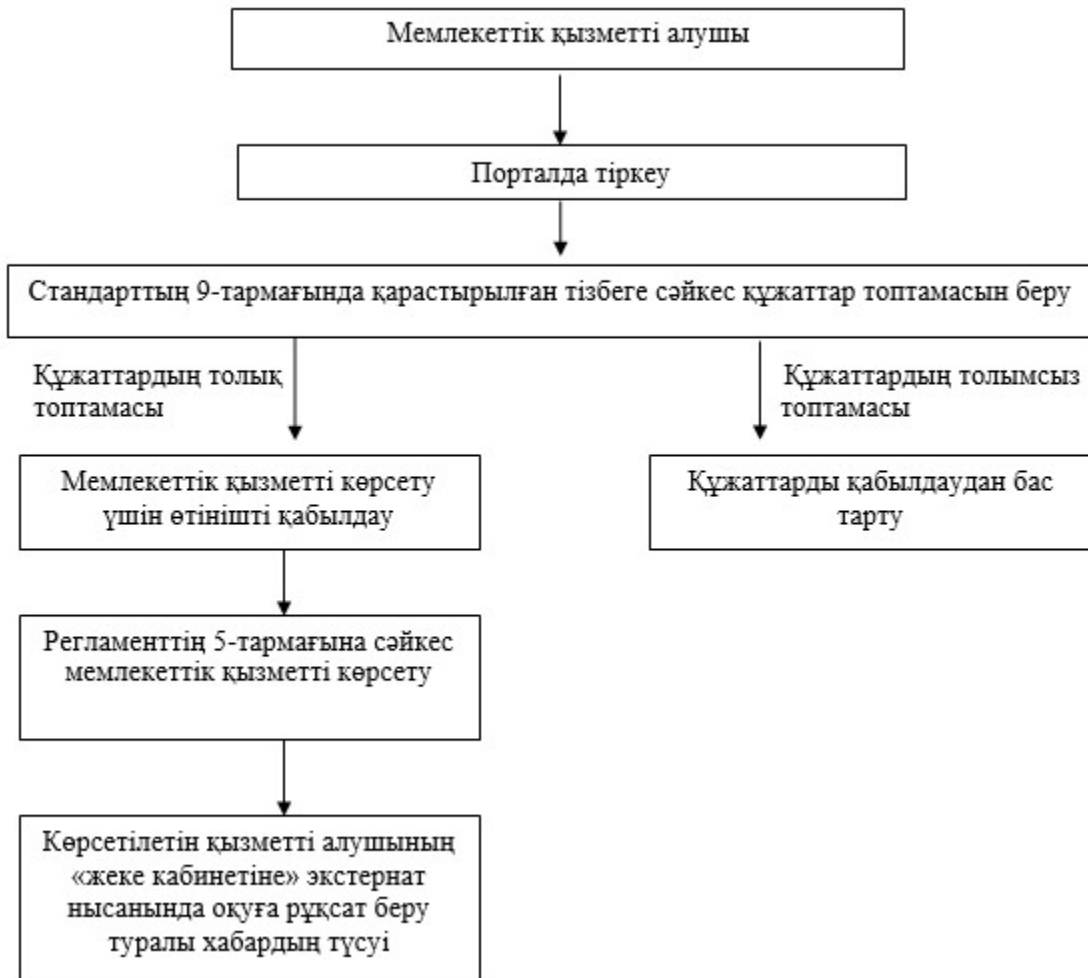 Мемлекеттік қызметті алушы
Порталда тіркеу
Стандарттың 9-тармағында қарастырылған тізбеге сәйкес құжаттар топтамасын беру
Құжаттардың толық
топтамасы
Құжаттардың толымсыз
топтамасы
Мемлекеттік қызметті көрсету
үшін өтінішті қабылдау
Құжаттарды қабылдаудан бас
тарту
Регламенттің 5-тармағына сәйкес
мемлекеттік қызметті көрсету
Көрсетілетін қызметті алушының
«жеке кабинетіне» экстернат
нысанында оқуға рұқсат беру
туралы хабардың түсуі